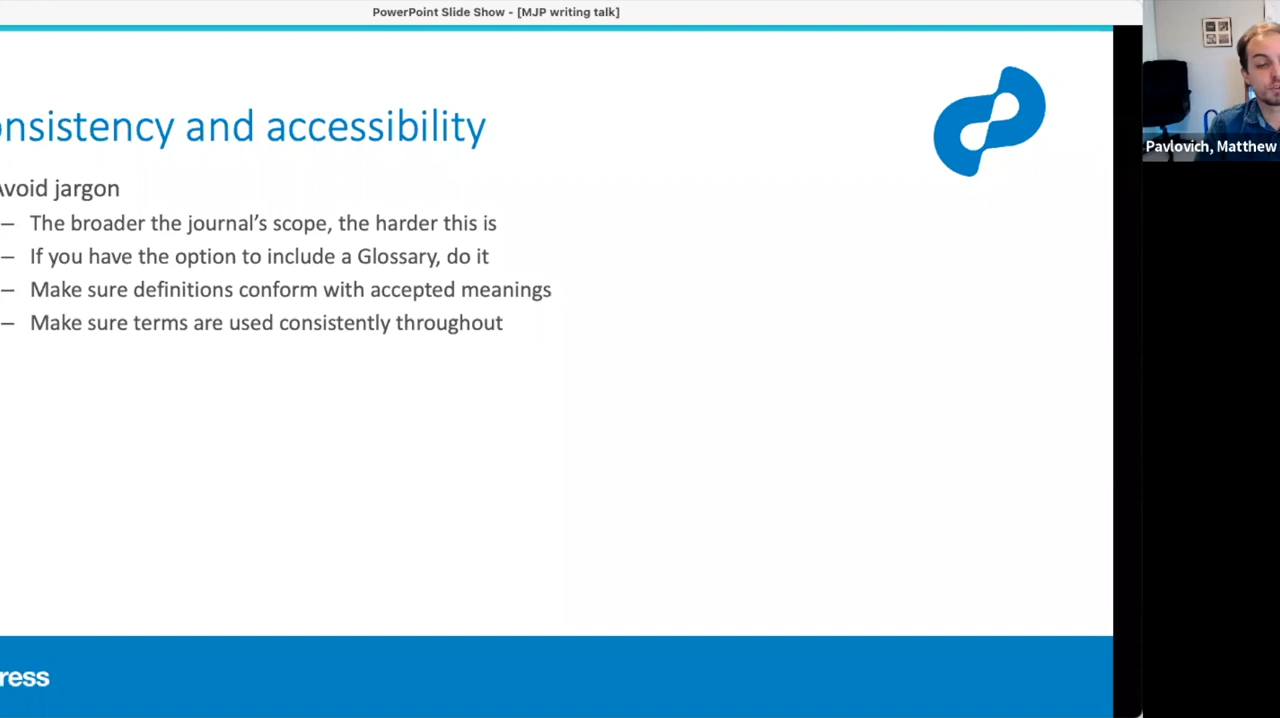 PowerPoint Slide Show - [MJP writing talk]
onsistency and accessibility
Avoid jargon
– The broader the journal's scope, the harder this is
– If you have the option to include a Glossary, do it
– Make sure definitions conform with accepted meanings
– Make sure terms are used consistently throughout
ress
Pavlovich, Matthew